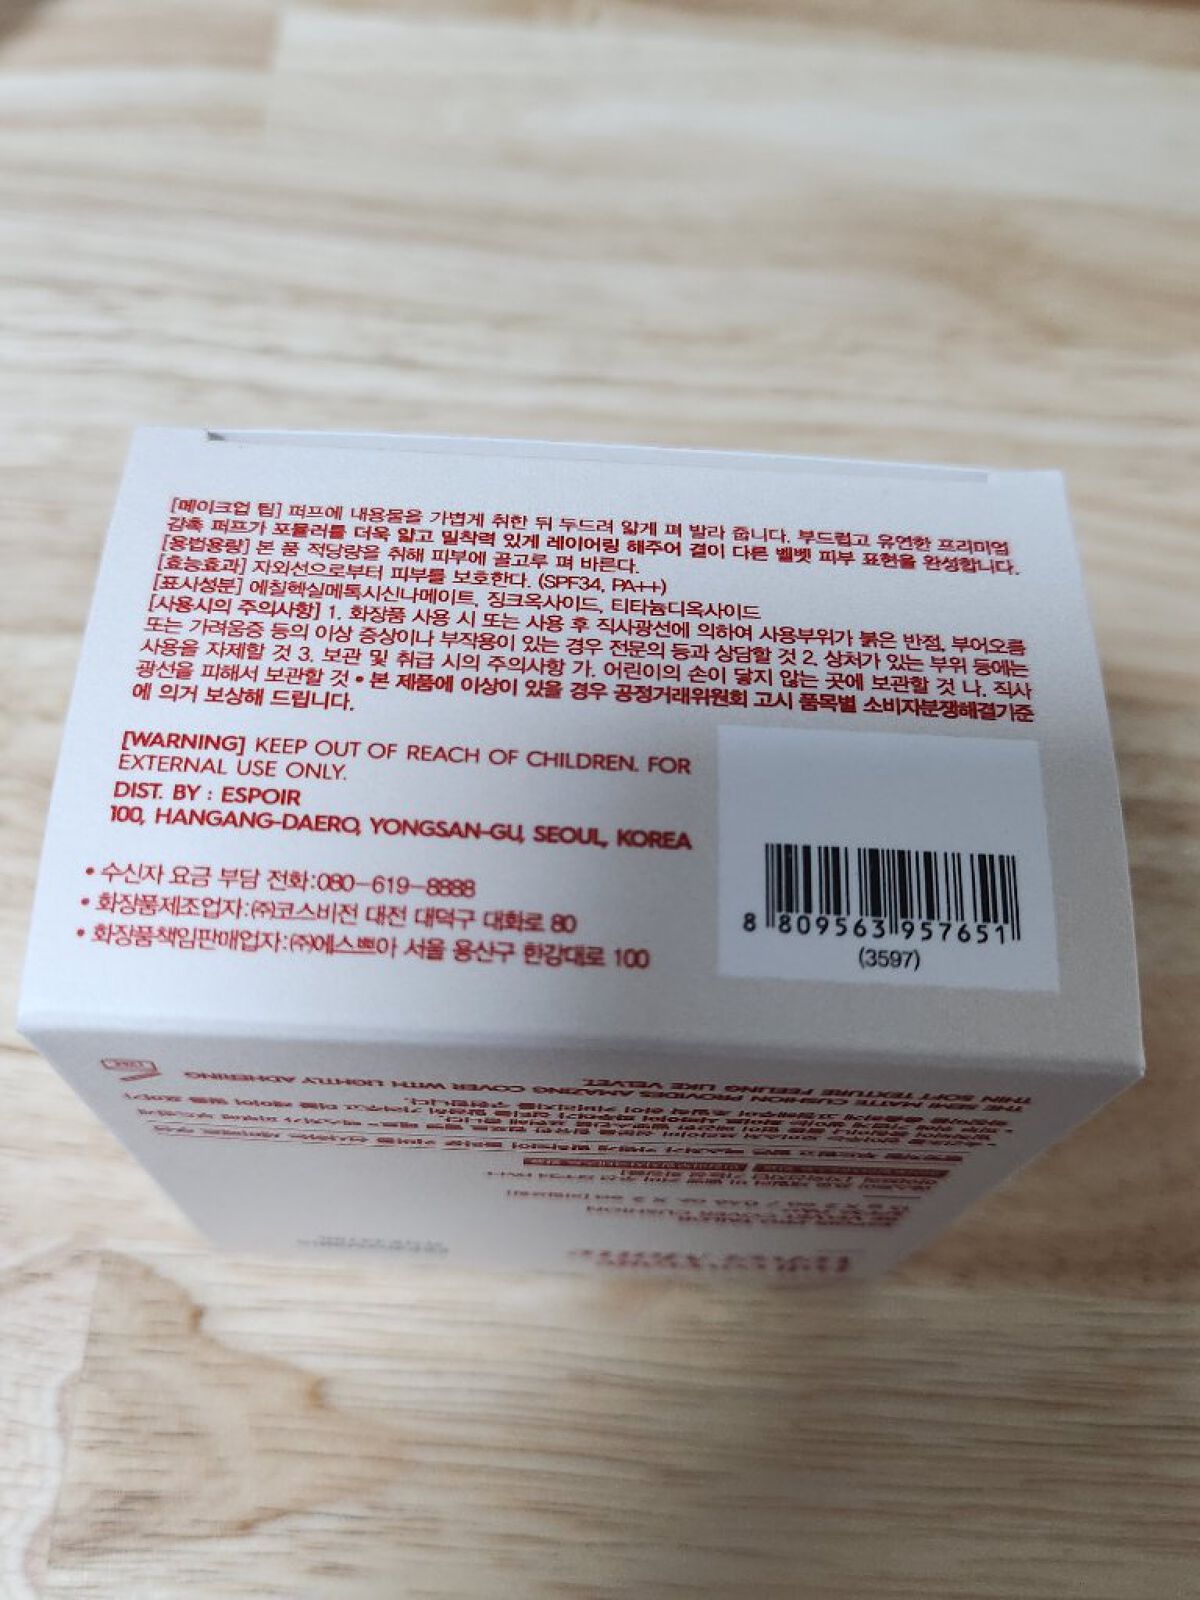 [메이크업 팁] 퍼프에 내용물을 가볍게 취한 뒤 두드려 얇게 펴 발라 줍니다. 부드럽고 유연한 프리미엄
감촉 퍼프가 포뮬러를 더욱 얇고 밀착력 있게 레이어링 해주어 결이 다른 벨벳 피부 표현을 완성합니다.
[용법용량] 본 품 적당량을 취해 피부에 골고루 펴 바른다.
[효능효과] 자외선으로부터 피부를 보호한다. (SPF34, PA++)
[표시성분] 에칠헥실메톡시신나메이트, 징크옥사이드, 티타늄디옥사이드
[사용시의 주의사항] 1. 화장품 사용 시 또는 사용 후 직사광선에 의하여 사용부위가 붉은 반점, 부어오름
또는 가려움증 등의 이상 증상이나 부작용이 있는 경우 전문의 등과 상담할 것 2. 상처가 있는 부위 등에는
사용을 자제할 것 3. 보관 및 취급 시의 주의사항 가. 어린이의 손이 닿지 않는 곳에 보관할 것 나. 직사
광선을 피해서 보관할 것 • 본 제품에 이상이 있을 경우 공정거래위원회 고시 품목별 소비자분쟁해결기준
에 의거 보상해 드립니다.
[WARNING] KEEP OUT OF REACH OF CHILDREN. FOR
EXTERNAL USE ONLY.
DIST. BY : ESPOIR
100, HANGANG-DAERO, YONGSAN-GU, SEOUL, KOREA
• 수신자 요금 부담 전화:080-619-8888
• 화장품제조업자:㈜코스비전 대전 대덕구 대화로 80
• 화장품책임판매업자:㈜에스쁘아 서울 용산구 한강대로 100
8 809563 957651
(3597)
THE SEMI MATTE CUSHION PROVIDES AMAZING COVER WITH LIGHTLY ADHERING
THIN SOFT TEXTURE FEELING LIKE VELVET.